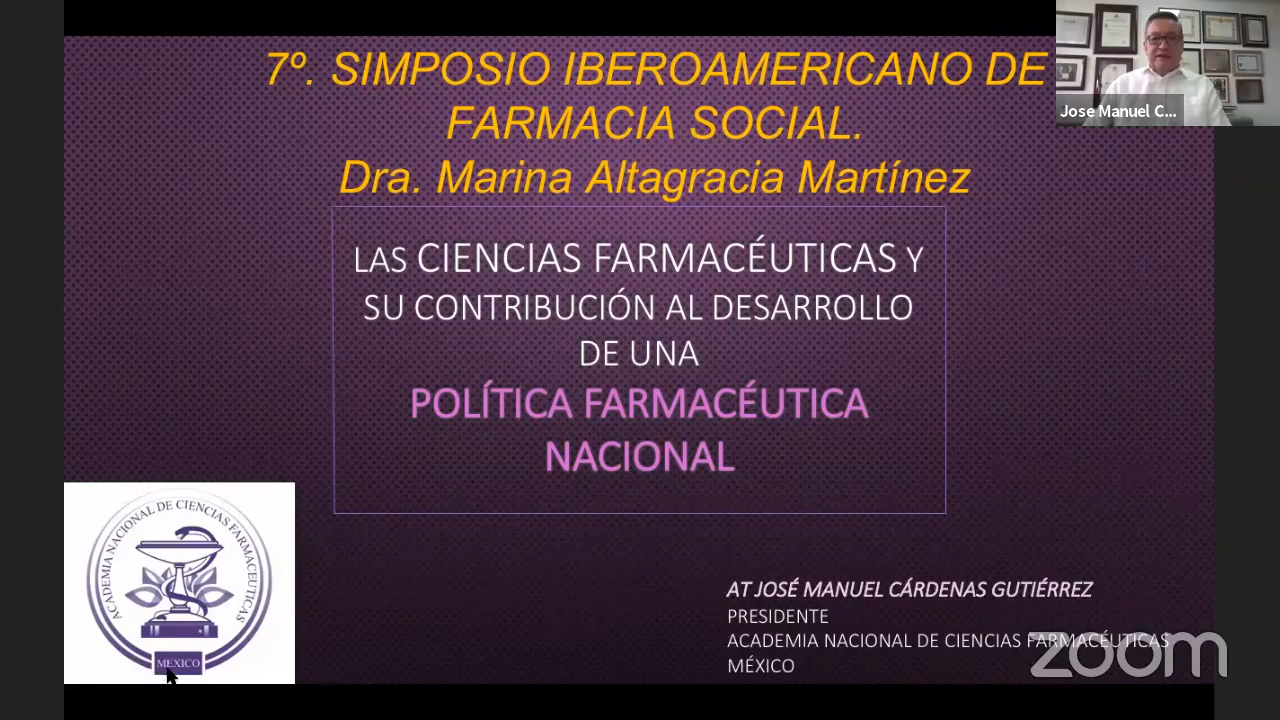 7º. SIMPOSIO IBEROAMERICANO DE
FARMACIA SOCIAL.
Dra. Marina Altagracia Martínez
Jose Manuel C...
LAS CIENCIAS FARMACÉUTICAS Y
SU CONTRIBUCIÓN AL DESARROLLO
DE UNA
POLÍTICA FARMACÉUTICA
NACIONAL
ACADEMIA NACIONAL DE CIENCIAS FARMACEUTICAS
MEXICO
AT JOSÉ MANUEL CÁRDENAS GUTIÉRREZ
PRESIDENTE
ACADEMIA NACIONAL DE CIENCIAS FARMACÉUTICAS
MÉXICO
zoom